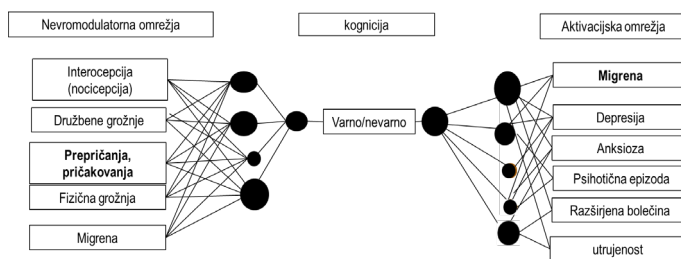 Nevromodulatorna omrežja
kognicija
Aktivacijska omrežja
Interocepcija
(nocicepcija)
Družbene grožnje
Prepričanja,
pričakovanja
Fizična grožnja
Migrena
Varno/nevarno
Migrena
Depresija
Anksioza
Psihotična epizoda
Razširjena bolečina
utrujenost